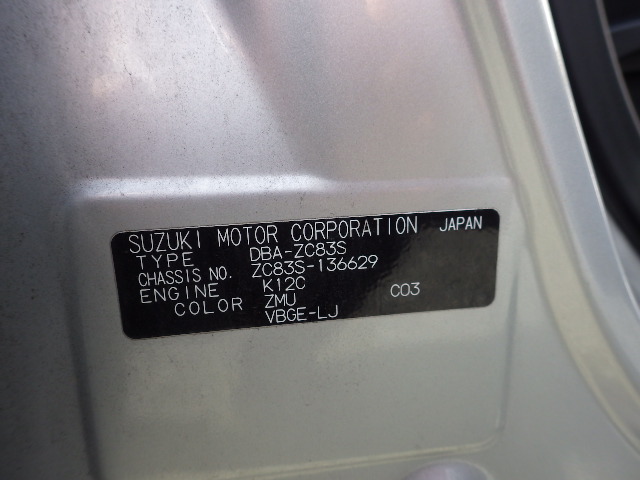 SUZUKI MOTOR CORPORATION JAPAN
TYPE DBA-ZC83S
CHASSIS NO. ZC83S-136629
ENGINE K12C C03
COLOR ZMU
VBGE-LJ